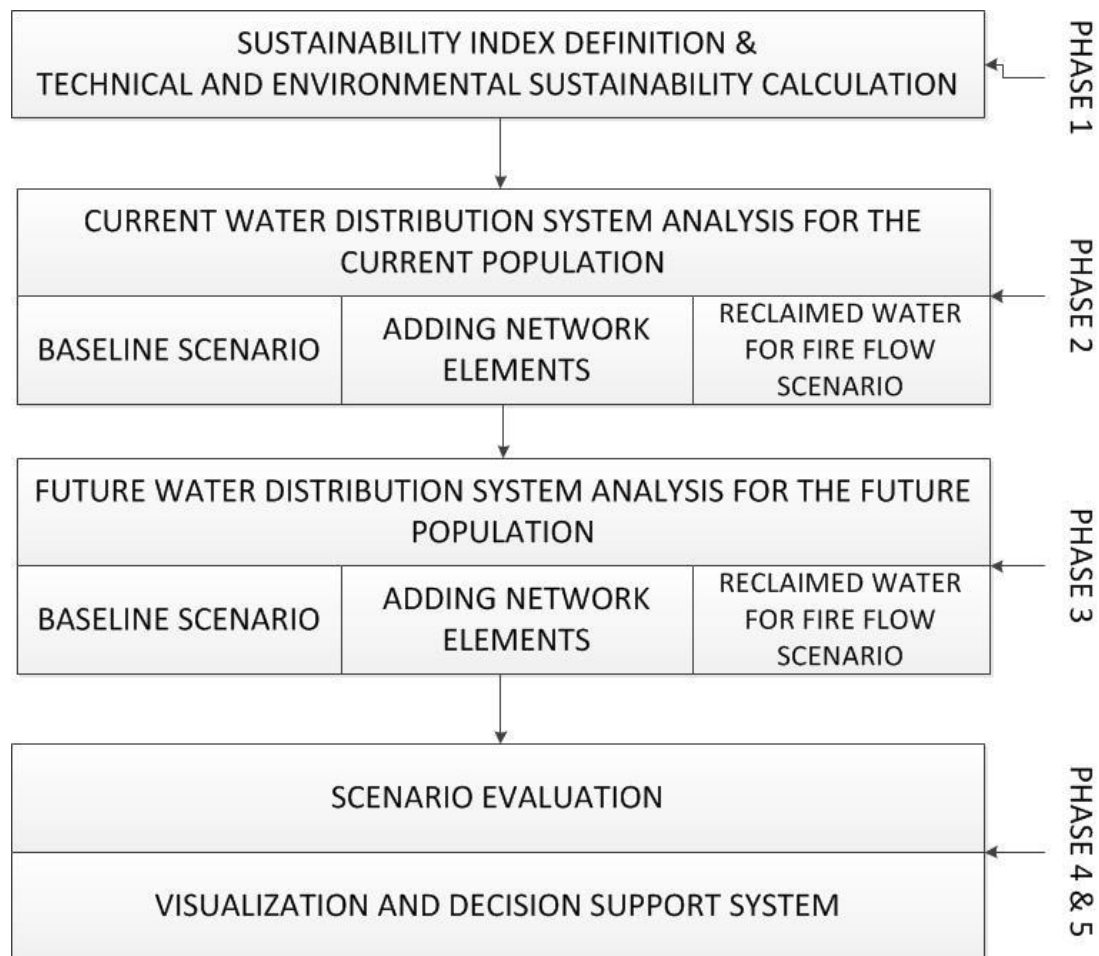 SUSTAINABILITY INDEX DEFINITION &
TECHNICAL AND ENVIRONMENTAL SUSTAINABILITY CALCULATION
PHASE 1
CURRENT WATER DISTRIBUTION SYSTEM ANALYSIS FOR THE
CURRENT POPULATION
BASELINE SCENARIO
ADDING NETWORK
ELEMENTS
RECLAIMED WATER
FOR FIRE FLOW
SCENARIO
PHASE 2
FUTURE WATER DISTRIBUTION SYSTEM ANALYSIS FOR THE FUTURE
POPULATION
BASELINE SCENARIO
ADDING NETWORK
ELEMENTS
RECLAIMED WATER
FOR FIRE FLOW
SCENARIO
PHASE 3
SCENARIO EVALUATION
VISUALIZATION AND DECISION SUPPORT SYSTEM
PHASE 4 & 5